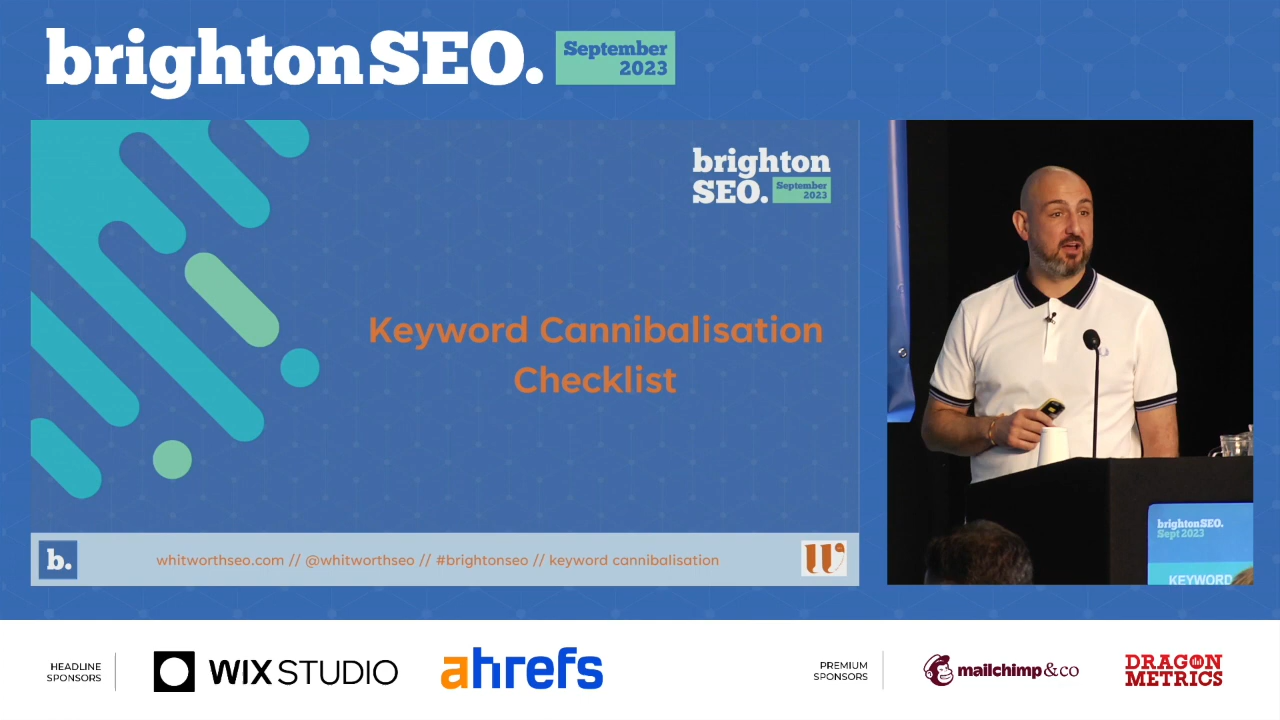 brightonSEO.
September
2023
brighton
SEO.
September
2023
Keyword Cannibalisation
Checklist
b.
whitworthseo.com // @whitworthseo // #brightonseo // keyword cannibalisation
W
brightonSEO.
Sept 2023
KEYWORD
HEADLINE
SPONSORS
WIX STUDIO
ahrefs
PREMIUM
SPONSORS
mailchimp&co
DRAGON
METRICS